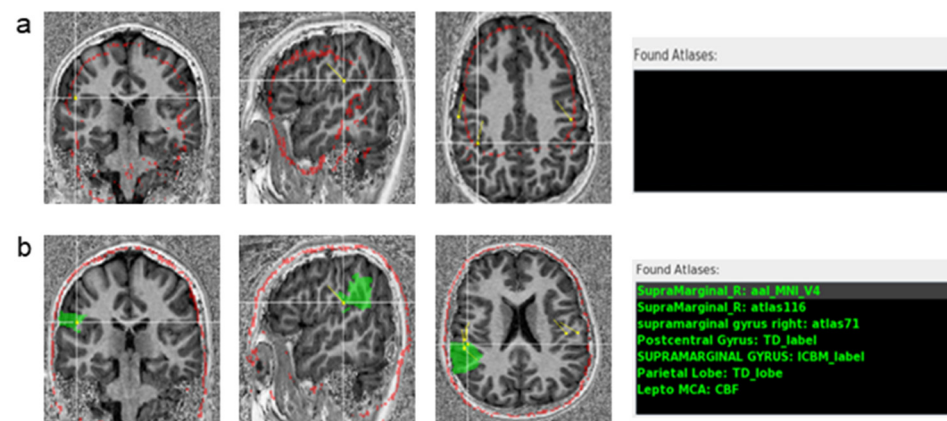 a
Found Atlases:
b
Found Atlases:
SupraMarginal_R: aal_MNI_V4
SupraMarginal_R: atlas116
supramarginal gyrus right: atlas71
Postcentral Gyrus: TD_label
SUPRAMARGINAL GYRUS: ICBM_label
Parietal Lobe: TD_lobe
Lepto MCA: CBF